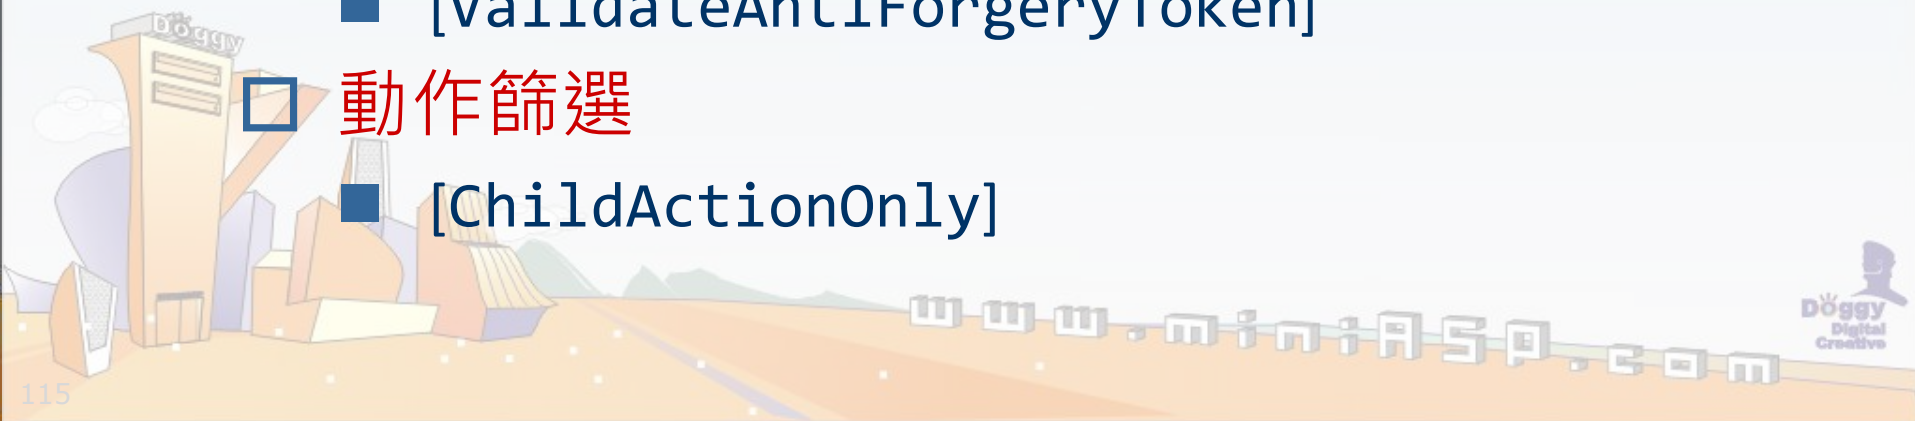 [ValidateAntiForgeryToken]
動作篩選
[ChildActionOnly]
Doggy
www.miniASP.com
Doggy
Digital
Creative
115